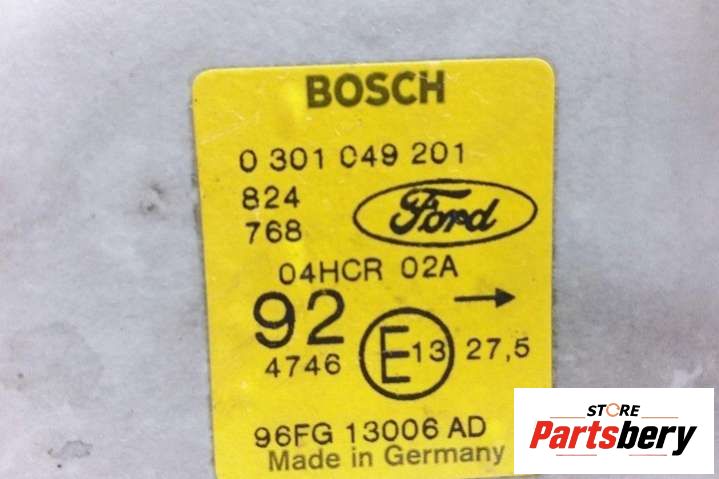 BOSCH
0 301 049 201
824
768
Ford
04HCR 02A
92 →
4746 E13 27,5
96FG 13006 AD
Made in Germany
STORE
Partsbery